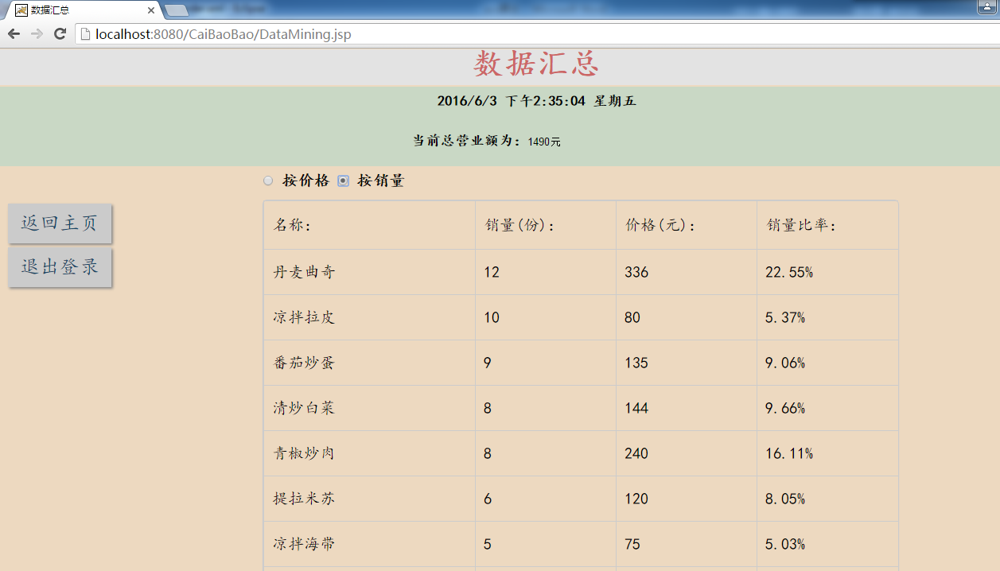 数据汇总
localhost:8080/CaiBaoBao/DataMining.jsp
数据汇总
2016/6/3 下午2:35:04 星期五
当前总营业额为: 1490元
按价格 按销量
返回主页
退出登录
名称: 销量(份): 价格(元): 销量比率:
丹麦曲奇 12 336 22.55%
凉拌拉皮 10 80 5.37%
番茄炒蛋 9 135 9.06%
清炒白菜 8 144 9.66%
青椒炒肉 8 240 16.11%
提拉米苏 6 120 8.05%
凉拌海带 5 75 5.03%